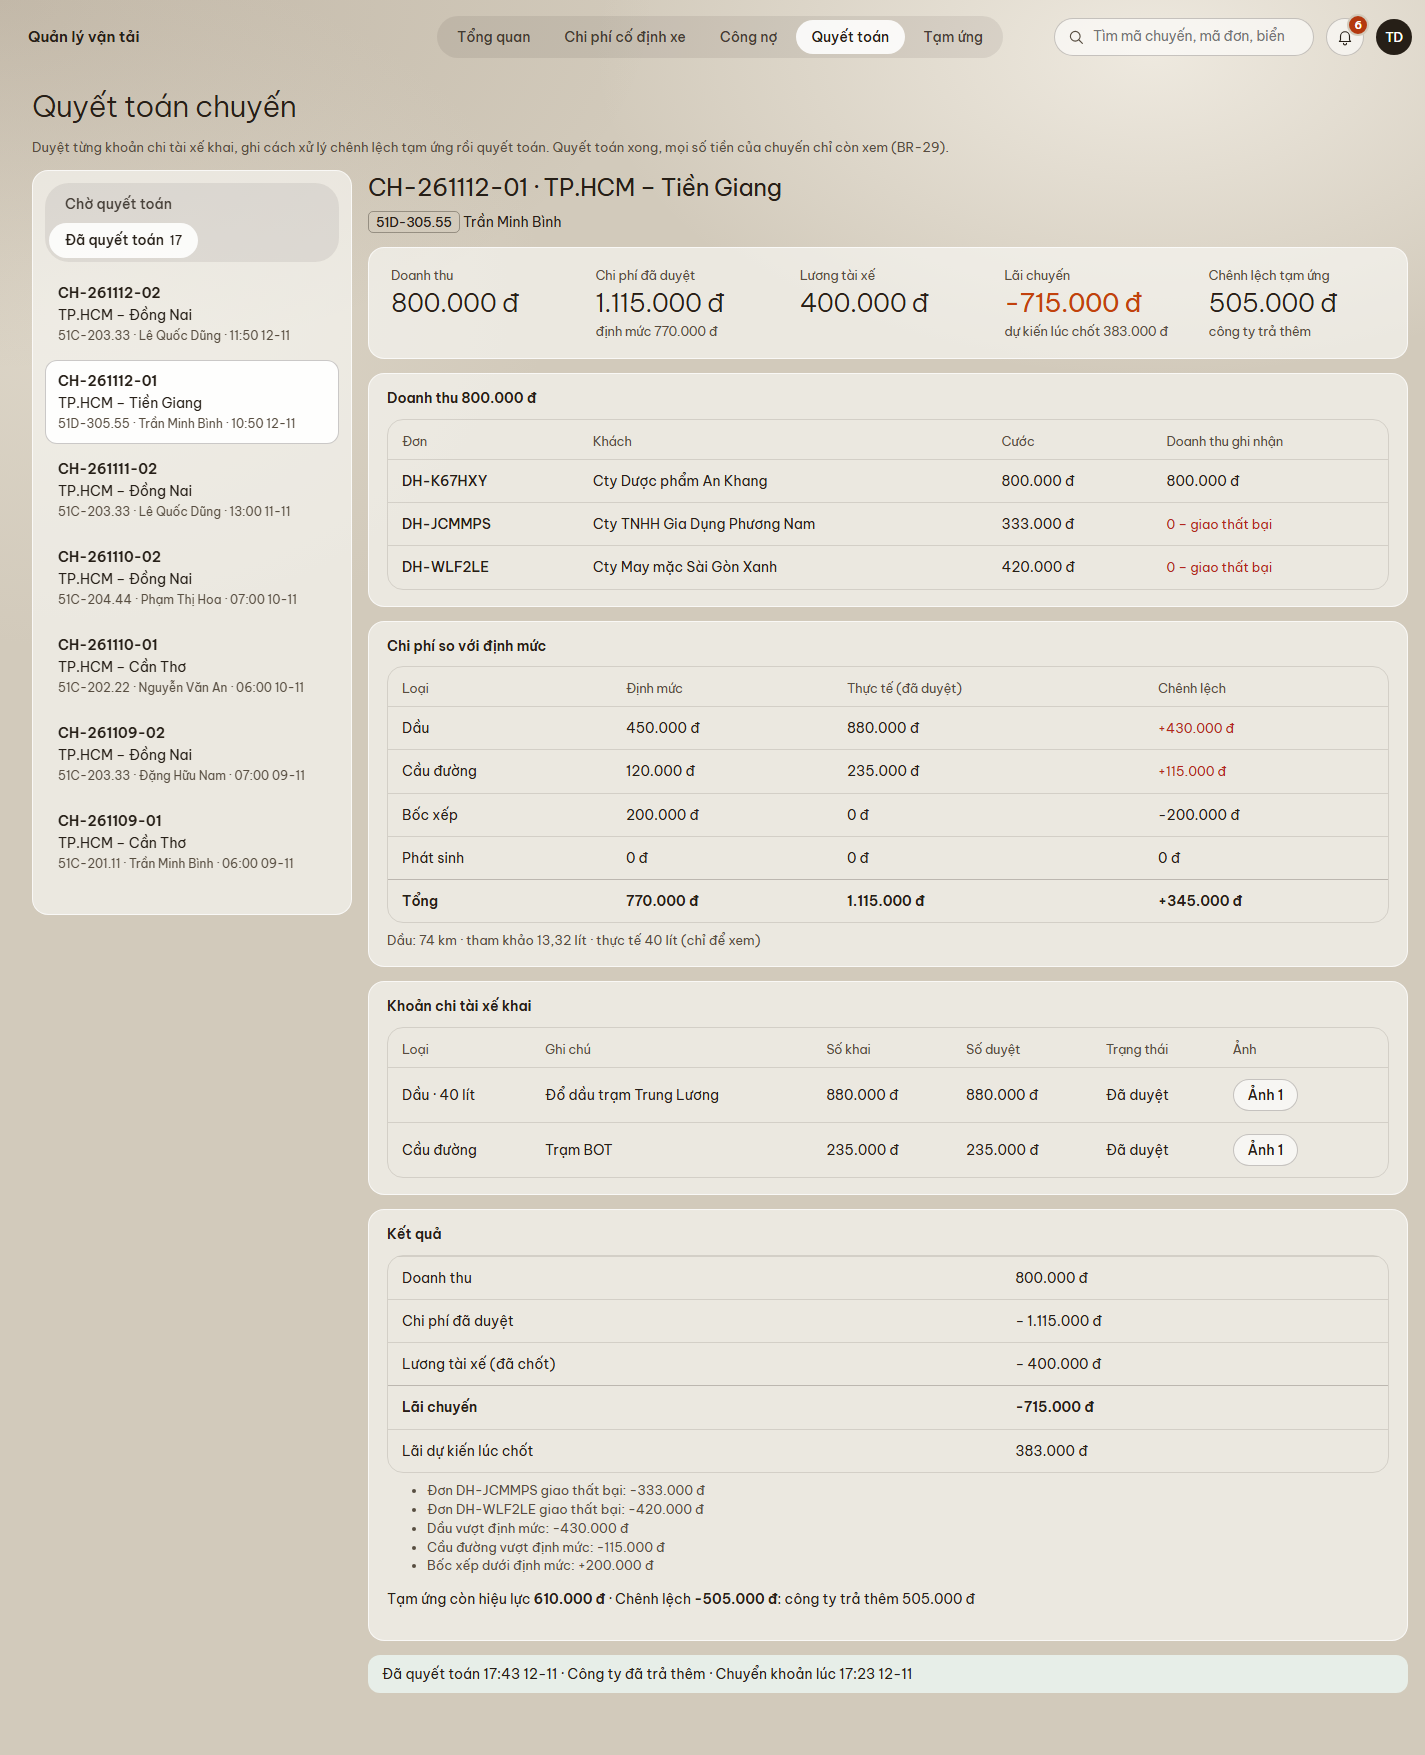 Quản lý vận tải
Tổng quan
Chi phí cố định xe
Công nợ
Quyết toán
Tạm ứng
Tìm mã chuyến, mã đơn, biển
6
TD
Quyết toán chuyến
Duyệt từng khoản chi tài xế khai, ghi cách xử lý chênh lệch tạm ứng rồi quyết toán. Quyết toán xong, mọi số tiền của chuyến chỉ còn xem (BR-29).
Chờ quyết toán
Đã quyết toán 17
CH-261112-02
TP.HCM – Đồng Nai
51C-203.33 · Lê Quốc Dũng · 11:50 12-11
CH-261112-01
TP.HCM – Tiền Giang
51D-305.55 · Trần Minh Bình · 10:50 12-11
CH-261111-02
TP.HCM – Đồng Nai
51C-203.33 · Lê Quốc Dũng · 13:00 11-11
CH-261110-02
TP.HCM – Đồng Nai
51C-204.44 · Phạm Thị Hoa · 07:00 10-11
CH-261110-01
TP.HCM – Cần Thơ
51C-202.22 · Nguyễn Văn An · 06:00 10-11
CH-261109-02
TP.HCM – Đồng Nai
51C-203.33 · Đặng Hữu Nam · 07:00 09-11
CH-261109-01
TP.HCM – Cần Thơ
51C-201.11 · Trần Minh Bình · 06:00 09-11
CH-261112-01 · TP.HCM – Tiền Giang
51D-305.55 Trần Minh Bình
Doanh thu
800.000 đ
Chi phí đã duyệt
1.115.000 đ
định mức 770.000 đ
Lương tài xế
400.000 đ
Lãi chuyến
-715.000 đ
dự kiến lúc chốt 383.000 đ
Chênh lệch tạm ứng
505.000 đ
công ty trả thêm
Doanh thu 800.000 đ
Đơn Khách Cước Doanh thu ghi nhận
DH-K67HXY Cty Dược phẩm An Khang 800.000 đ 800.000 đ
DH-JCMMPS Cty TNHH Gia Dụng Phương Nam 333.000 đ 0 – giao thất bại
DH-WLF2LE Cty May mặc Sài Gòn Xanh 420.000 đ 0 – giao thất bại
Chi phí so với định mức
Loại Định mức Thực tế (đã duyệt) Chênh lệch
Dầu 450.000 đ 880.000 đ +430.000 đ
Cầu đường 120.000 đ 235.000 đ +115.000 đ
Bốc xếp 200.000 đ 0 đ -200.000 đ
Phát sinh 0 đ 0 đ 0 đ
Tổng 770.000 đ 1.115.000 đ +345.000 đ
Dầu: 74 km · tham khảo 13,32 lít · thực tế 40 lít (chỉ để xem)
Khoản chi tài xế khai
Loại Ghi chú Số khai Số duyệt Trạng thái Ảnh
Dầu · 40 lít Đổ dầu trạm Trung Lương 880.000 đ 880.000 đ Đã duyệt Ảnh 1
Cầu đường Trạm BOT 235.000 đ 235.000 đ Đã duyệt Ảnh 1
Kết quả
Doanh thu 800.000 đ
Chi phí đã duyệt – 1.115.000 đ
Lương tài xế (đã chốt) – 400.000 đ
Lãi chuyến -715.000 đ
Lãi dự kiến lúc chốt 383.000 đ
• Đơn DH-JCMMPS giao thất bại: -333.000 đ
• Đơn DH-WLF2LE giao thất bại: -420.000 đ
• Dầu vượt định mức: -430.000 đ
• Cầu đường vượt định mức: -115.000 đ
• Bốc xếp dưới định mức: +200.000 đ
Tạm ứng còn hiệu lực 610.000 đ · Chênh lệch -505.000 đ: công ty trả thêm 505.000 đ
Đã quyết toán 17:43 12-11 · Công ty đã trả thêm · Chuyển khoản lúc 17:23 12-11